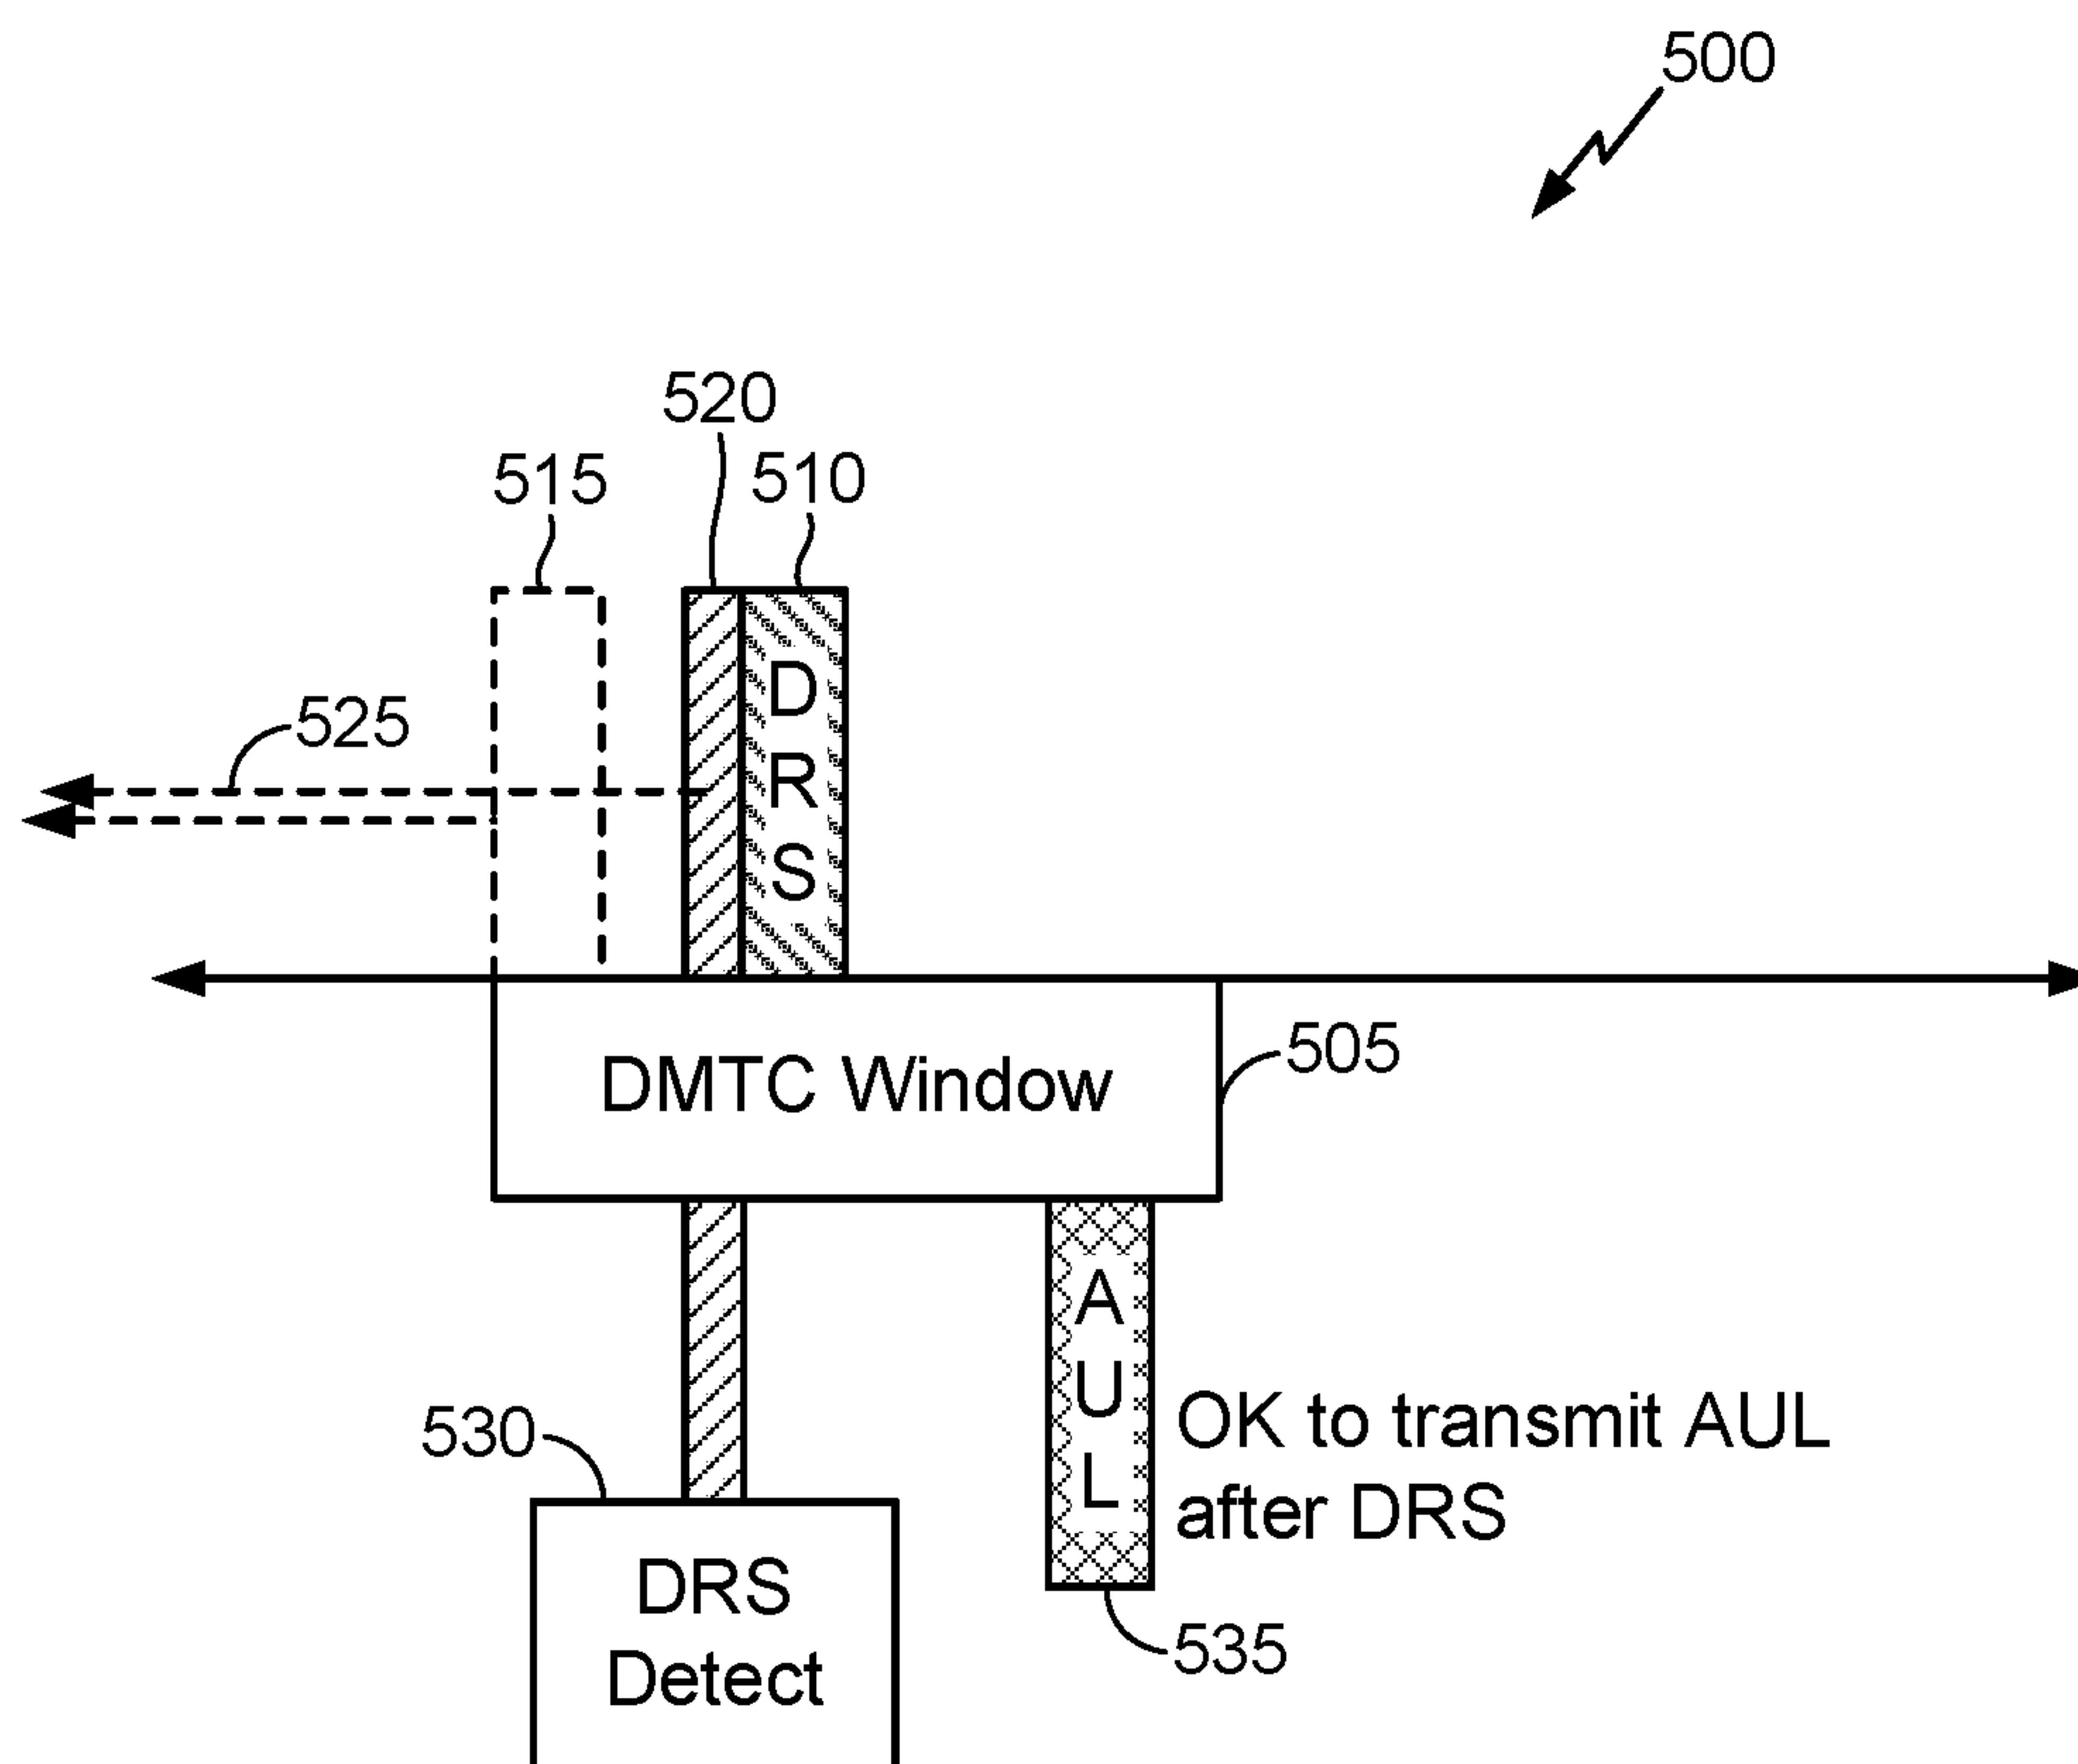 500
520
515
510
525
D
R
S
DMTC Window
505
A
U
L
OK to transmit AUL
after DRS
530
DRS
Detect
535